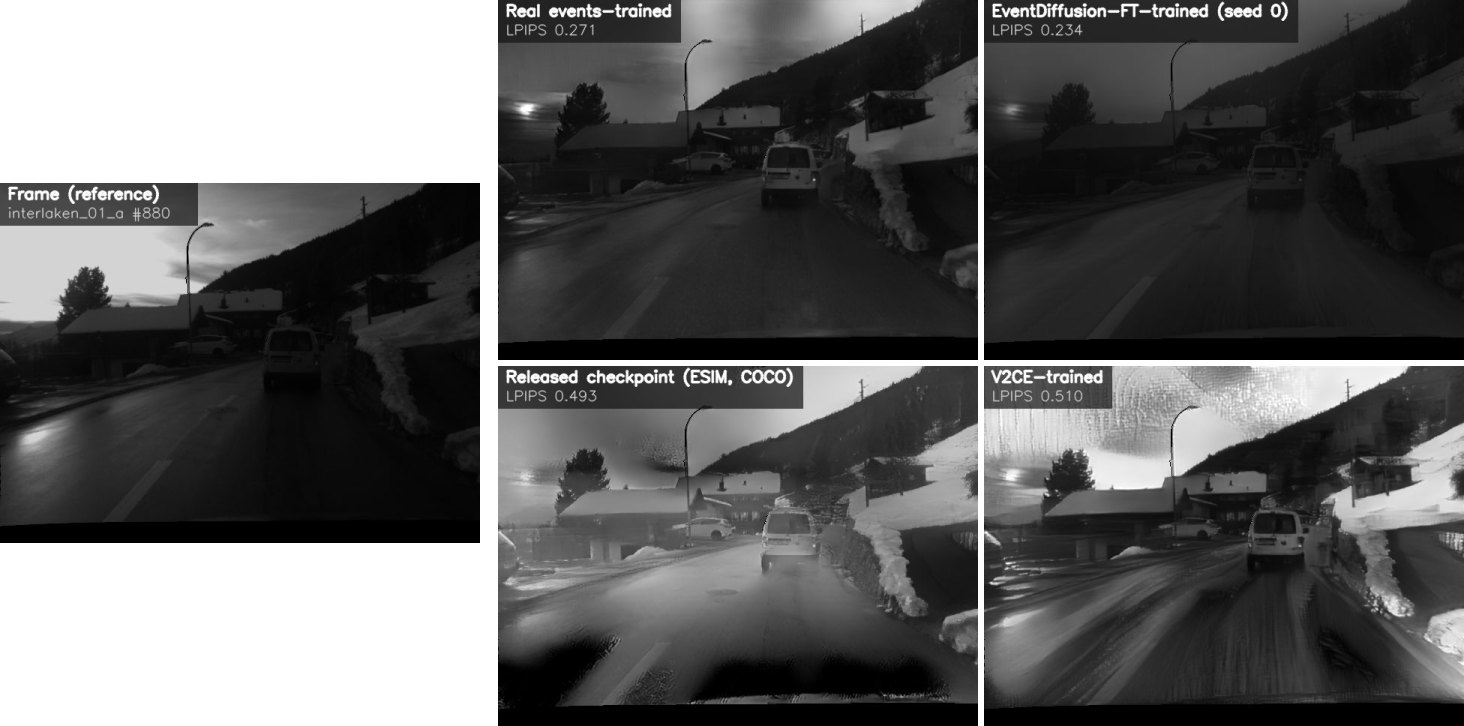 Frame (reference)
interlaken_01_a #880
Real events-trained
LPIPS 0.271
EventDiffusion-FT-trained (seed 0)
LPIPS 0.234
Released checkpoint (ESIM, COCO)
LPIPS 0.493
V2CE-trained
LPIPS 0.510